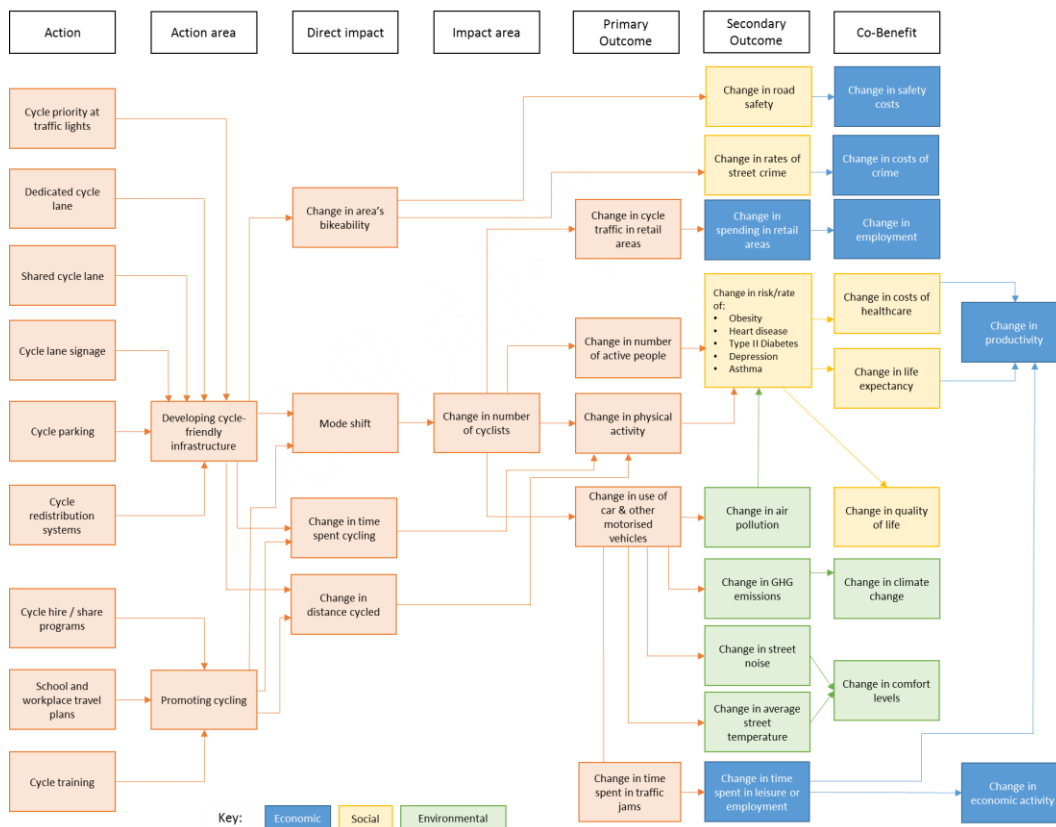 Action
Action area
Direct impact
Impact area
Primary
Outcome
Secondary
Outcome
Co-Benefit
Cycle priority at
traffic lights
Dedicated cycle
lane
Shared cycle lane
Cycle lane signage
Cycle parking
Cycle
redistribution
systems
Cycle hire / share
programs
School and
workplace travel
plans
Cycle training
Developing cycle-
friendly
infrastructure
Promoting cycling
Change in area's
bikeability
Mode shift
Change in time
spent cycling
Change in
distance cycled
Change in number
of cyclists
Change in cycle
traffic in retail
areas
Change in number
of active people
Change in physical
activity
Change in use of
car & other
motorised
vehicles
Change in time
spent in traffic
jams
Change in road
safety
Change in rates of
street crime
Change in
spending in retail
areas
Change in risk/rate
of:
• Obesity
• Heart disease
• Type II Diabetes
• Depression
• Asthma
Change in air
pollution
Change in GHG
emissions
Change in street
noise
Change in average
street
temperature
Change in time
spent in leisure or
employment
Change in safety
costs
Change in costs of
crime
Change in
employment
Change in costs of
healthcare
Change in life
expectancy
Change in quality
of life
Change in climate
change
Change in comfort
levels
Change in
productivity
Change in
economic activity
Key:
Economic
Social
Environmental